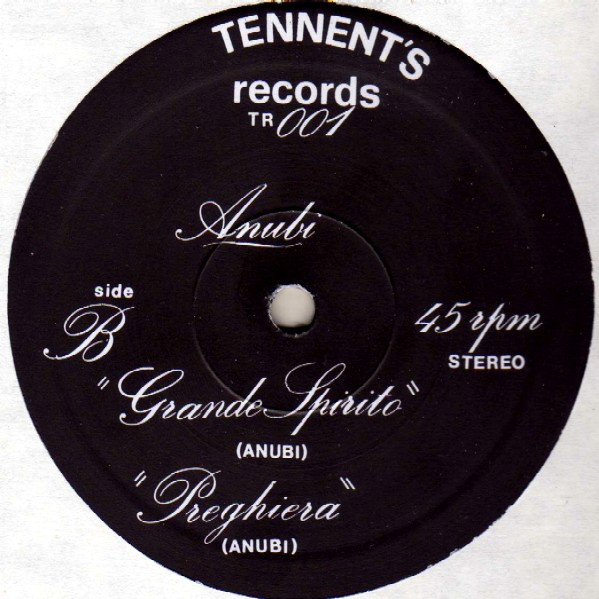 TENNENT'S
records
TR 001
Anubi
side
B
45 rpm
STEREO
"Grande Spirito"
(ANUBI)
"Preghiera"
(ANUBI)